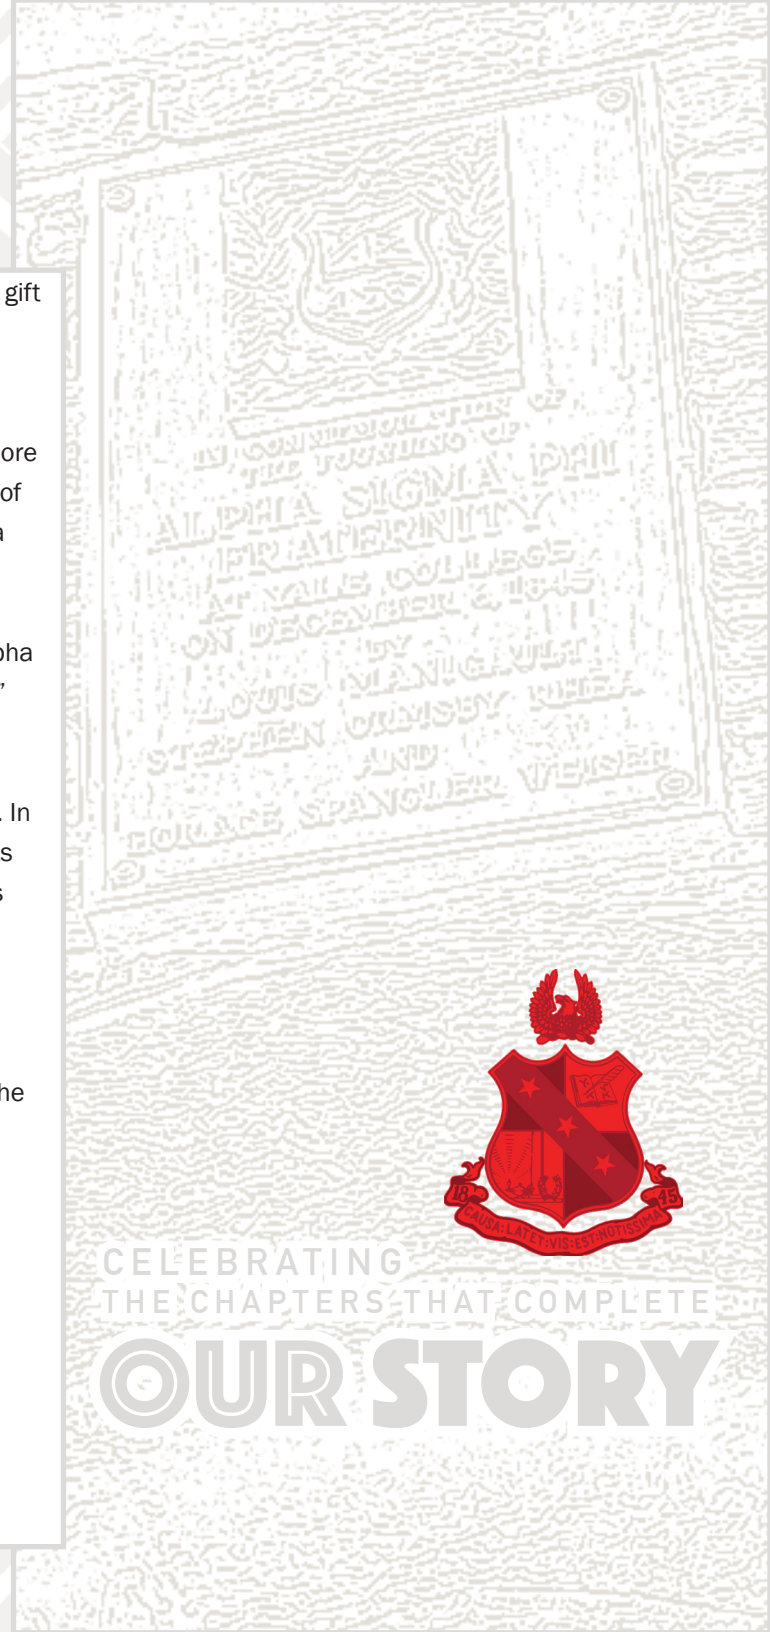 gift
ore
of
a
pha
”
. In
s
s
he
IN COMMEMORATION OF
THE FOUNDING OF
ALPHA SIGMA PHI
FRATERNITY
AT YALE COLLEGE
ON DECEMBER 6, 1845
BY
LOUIS MANIGAULT
STEPHEN ORMSBY RHEA
AND
HORACE SPANGLER WEISER
18 45
CAUSA:LATET:VIS:EST:NOTISSIMA
CELEBRATING
THE CHAPTERS THAT COMPLETE
OUR STORY